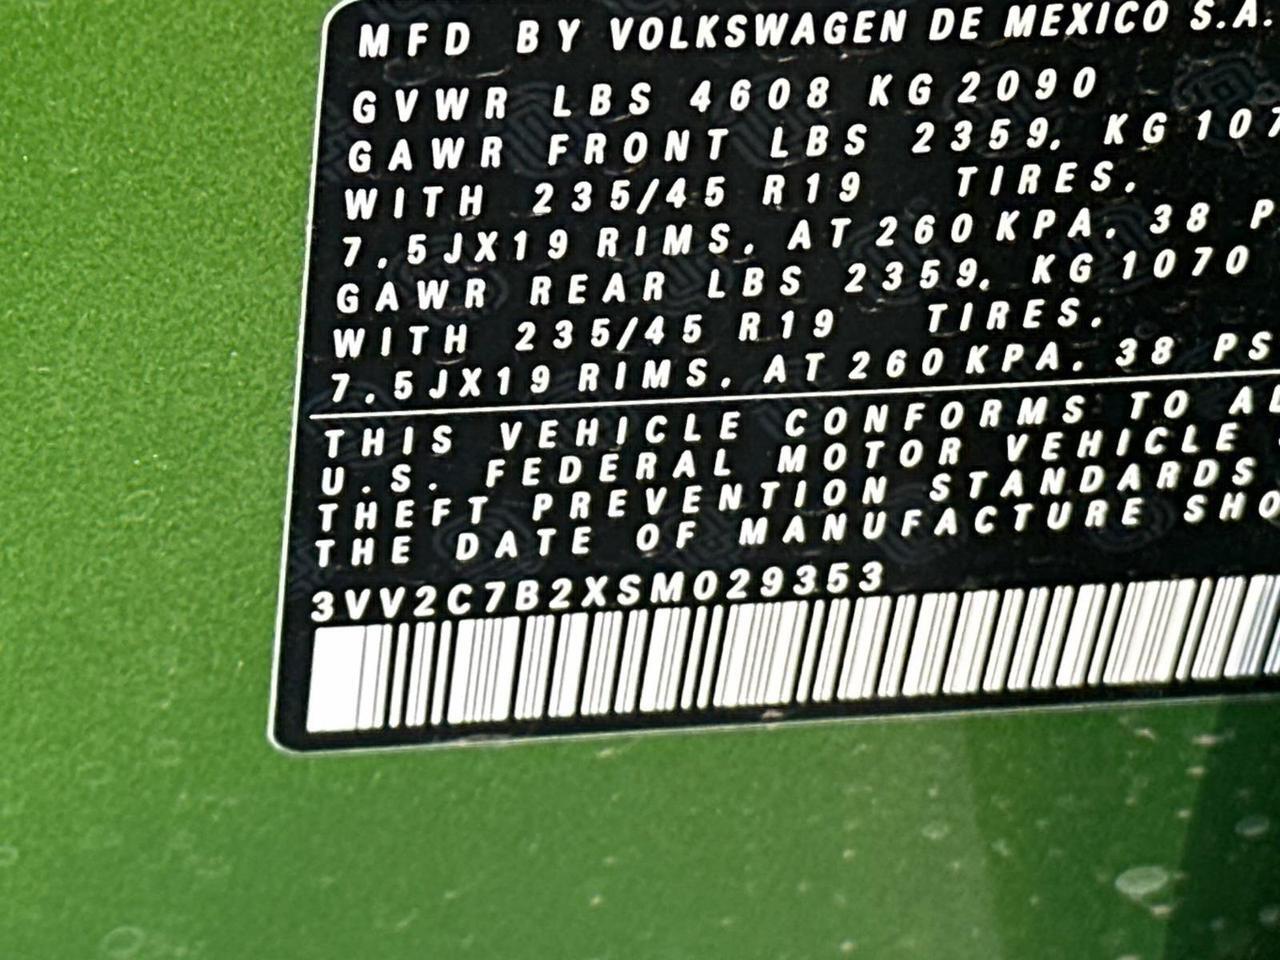 MFD BY VOLKSWAGEN DE MEXICO S.A.
GVWR LBS 4608 KG 2090
GAWR FRONT LBS 2359. KG 107
WITH 235/45 R19 TIRES.
7.5JX19 RIMS. AT 260 KPA. 38 P
GAWR REAR LBS 2359. KG 1070
WITH 235/45 R19 TIRES.
7.5JX19 RIMS. AT 260 KPA. 38 PS
THIS VEHICLE CONFORMS TO AL
U.S. FEDERAL MOTOR VEHICLE
THEFT PREVENTION STANDARDS
THE DATE OF MANUFACTURE SHO
3VV2C7B2XSM029353